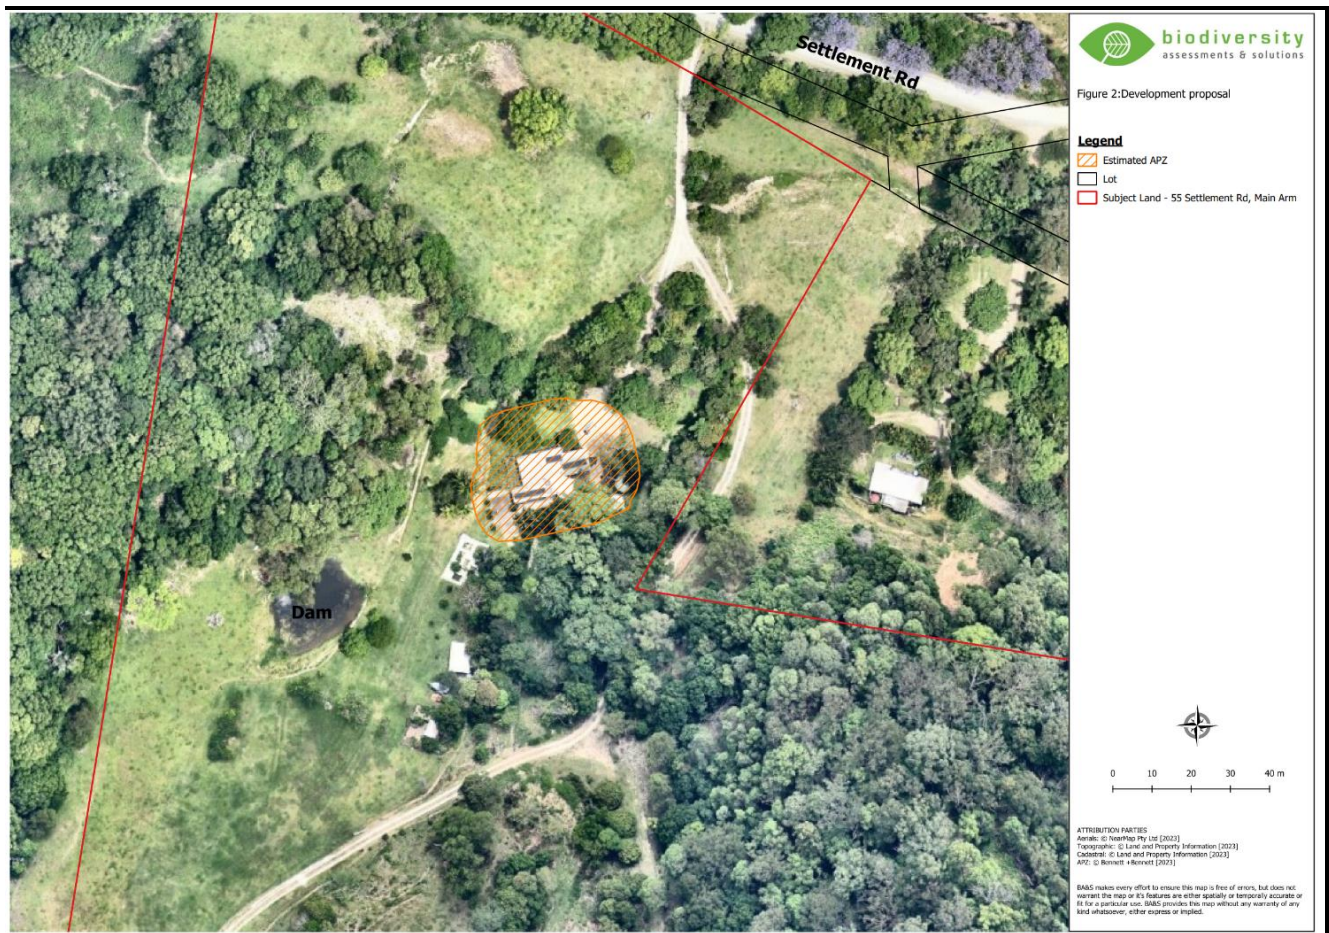 Settlement Rd
Dam
biodiversity
assessments & solutions
Figure 2:Development proposal
Legend
Estimated APZ
Lot
Subject Land - 55 Settlement Rd, Main Arm
0 10 20 30 40 m
ATTRIBUTION PARTIES
Aerials: © NearMap Pty Ltd [2023]
Topographic: © Land and Property Information [2023]
Cadastral: © Land and Property Information [2023]
APZ: © Bennett +Bennett [2023]
BA&S makes every effort to ensure this map is free of errors, but does not
warrant the map or it's features are either spatially or temporally accurate or
fit for a particular use. BA&S provides this map without any warranty of any
kind whatsoever, either express or implied.